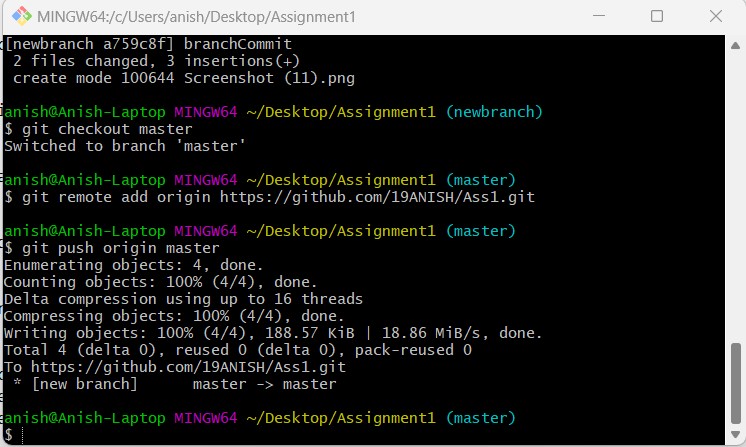 MINGW64:/c/Users/anish/Desktop/Assignment1
[newbranch a759c8f] branchCommit
 2 files changed, 3 insertions(+)
 create mode 100644 Screenshot (11).png
anish@Anish-Laptop MINGW64 ~/Desktop/Assignment1 (newbranch)
$ git checkout master
Switched to branch 'master'
anish@Anish-Laptop MINGW64 ~/Desktop/Assignment1 (master)
$ git remote add origin https://github.com/19ANISH/Ass1.git
anish@Anish-Laptop MINGW64 ~/Desktop/Assignment1 (master)
$ git push origin master
Enumerating objects: 4, done.
Counting objects: 100% (4/4), done.
Delta compression using up to 16 threads
Compressing objects: 100% (4/4), done.
Writing objects: 100% (4/4), 188.57 KiB | 18.86 MiB/s, done.
Total 4 (delta 0), reused 0 (delta 0), pack-reused 0
To https://github.com/19ANISH/Ass1.git
 * [new branch]      master -> master
anish@Anish-Laptop MINGW64 ~/Desktop/Assignment1 (master)
$